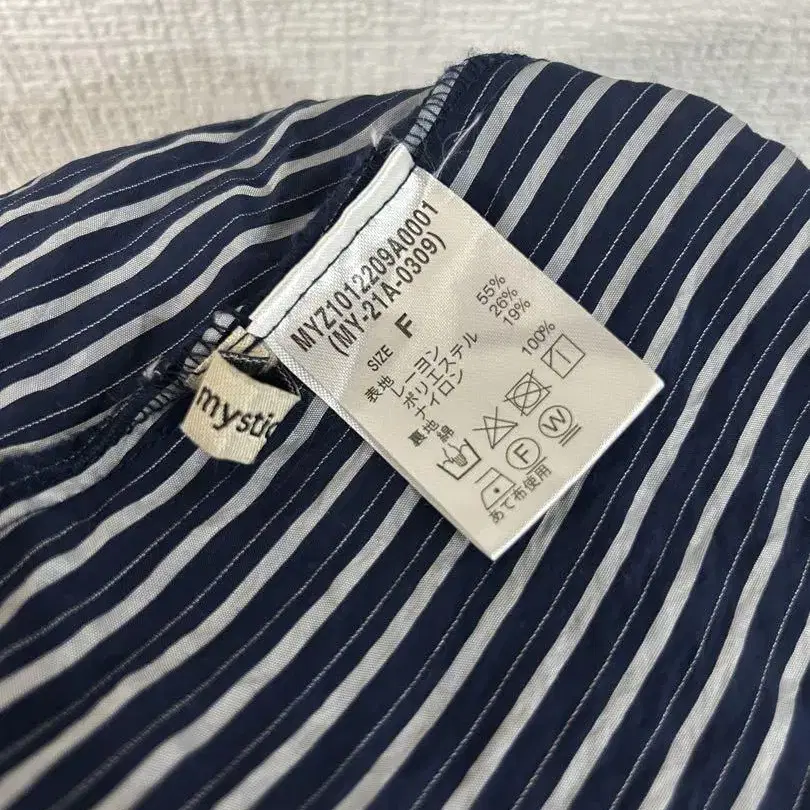 MYZ1012209A0001
(MY-21A-0309)
SIZE F
表地
レーヨン 55%
ポリエステル 26%
ナイロン 19%
裏地
綿 100%
F W
あて布使用
mystic